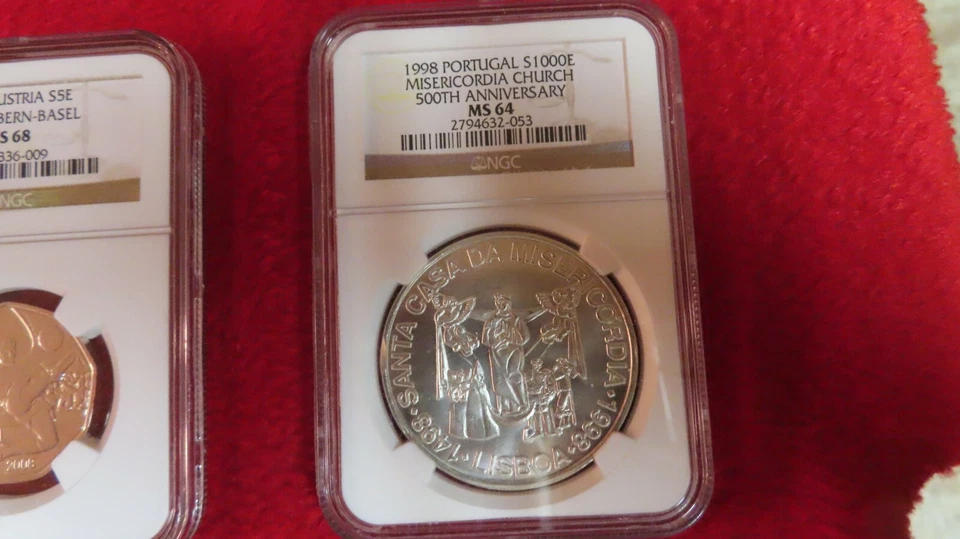 USTRIA S5E
BERN-BASEL
S 68
336-009
NGC
2008
1998 PORTUGAL S1000E
MISERICORDIA CHURCH
500TH ANNIVERSARY
MS 64
2794632-053
NGC
SANTA CASA DA MISERICORDIA
1498 • LISBOA • 1998